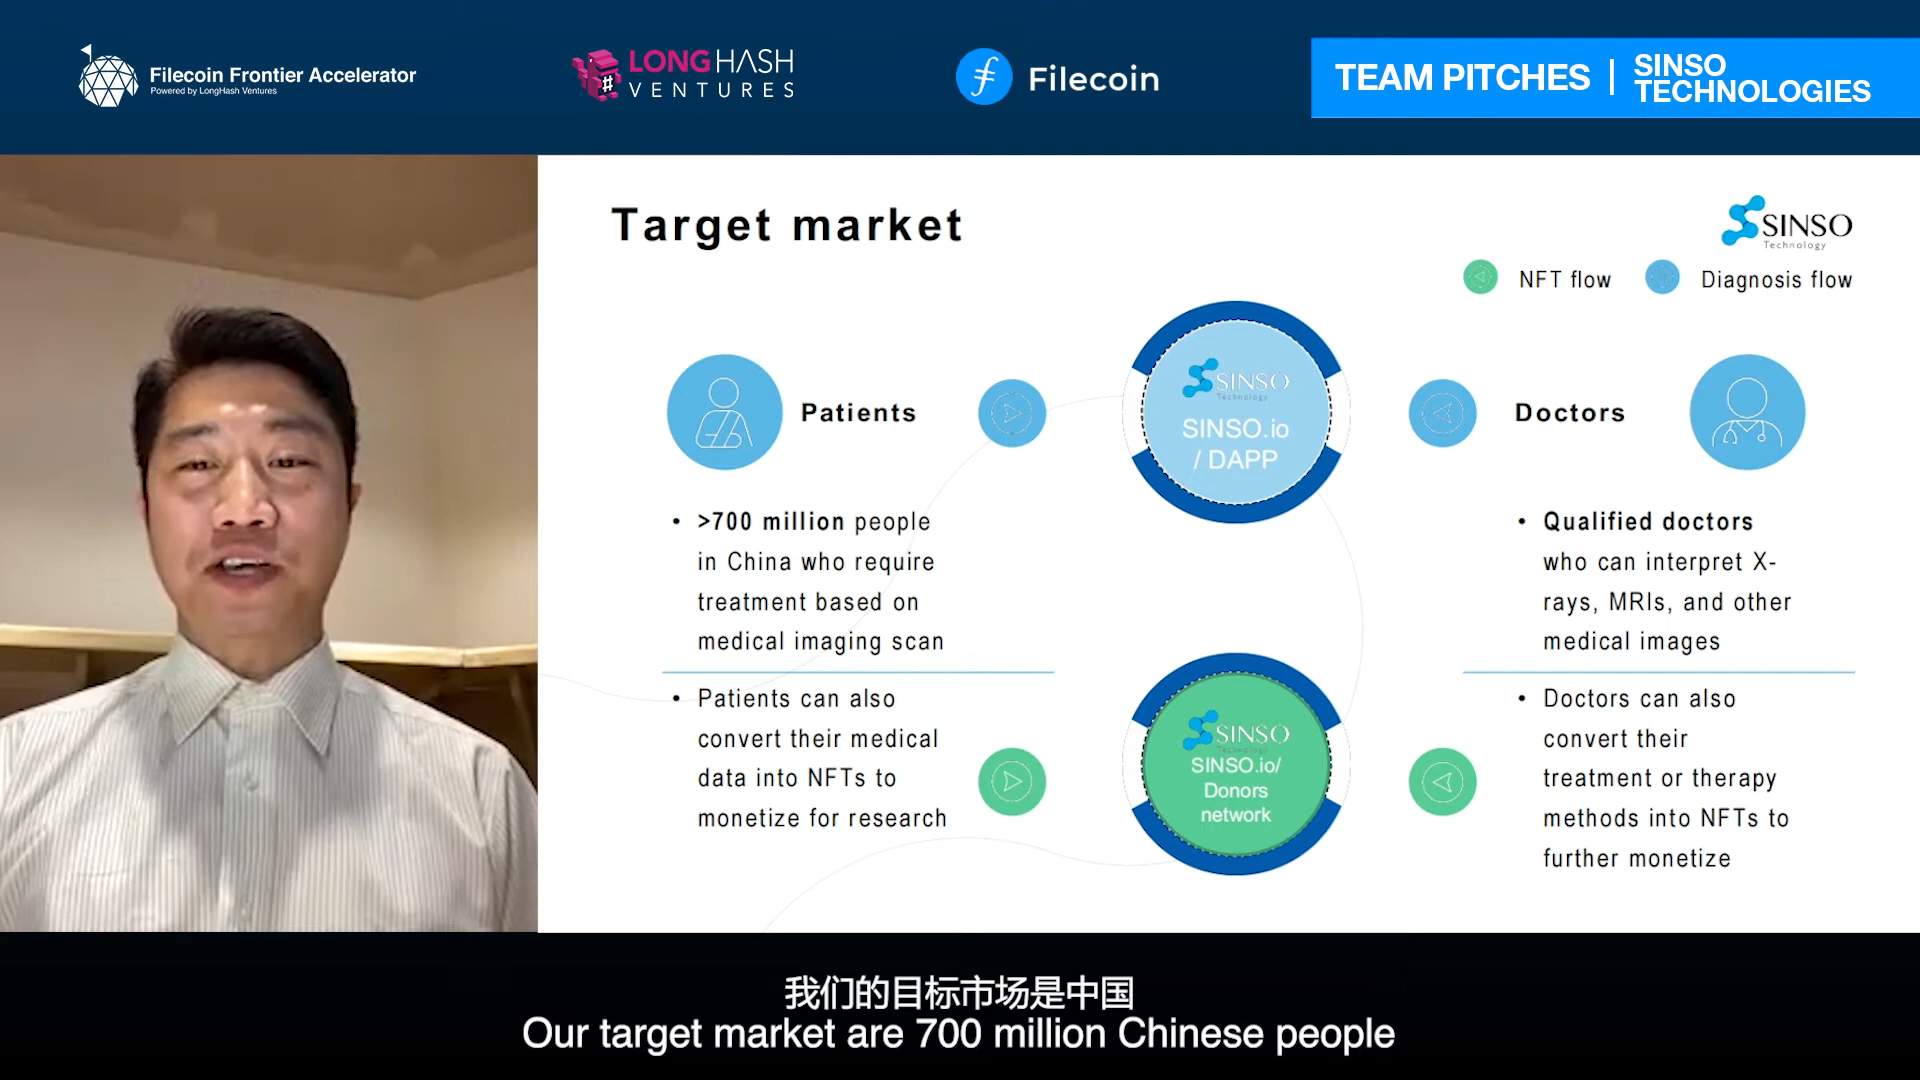 Filecoin Frontier Accelerator
Powered by LongHash Ventures
LONGHASH
VENTURES
Filecoin
TEAM PITCHES | SINSO
TECHNOLOGIES
Target market
SINSO
Technology
NFT flow
Diagnosis flow
Patients
SINSO
Technology
SINSO.io
/ DAPP
Doctors
• >700 million people
in China who require
treatment based on
medical imaging scan
• Patients can also
convert their medical
data into NFTs to
monetize for research
SINSO
Technology
SINSO.io/
Donors
network
• Qualified doctors
who can interpret X-
rays, MRIs, and other
medical images
• Doctors can also
convert their
treatment or therapy
methods into NFTs to
further monetize
我们的目标市场是中国
Our target market are 700 million Chinese people